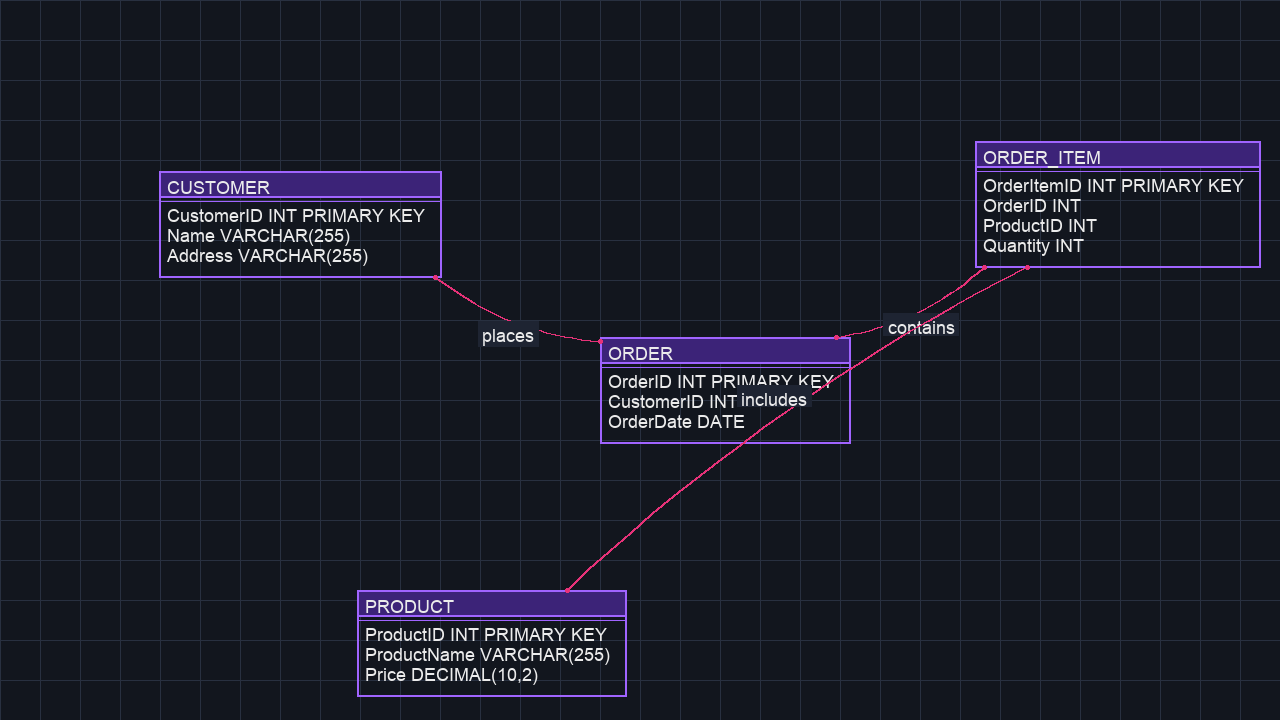 CUSTOMER
CustomerID INT PRIMARY KEY
Name VARCHAR(255)
Address VARCHAR(255)
places
ORDER
OrderID INT PRIMARY KEY
CustomerID INT
OrderDate DATE
includes
contains
ORDER_ITEM
OrderItemID INT PRIMARY KEY
OrderID INT
ProductID INT
Quantity INT
PRODUCT
ProductID INT PRIMARY KEY
ProductName VARCHAR(255)
Price DECIMAL(10,2)